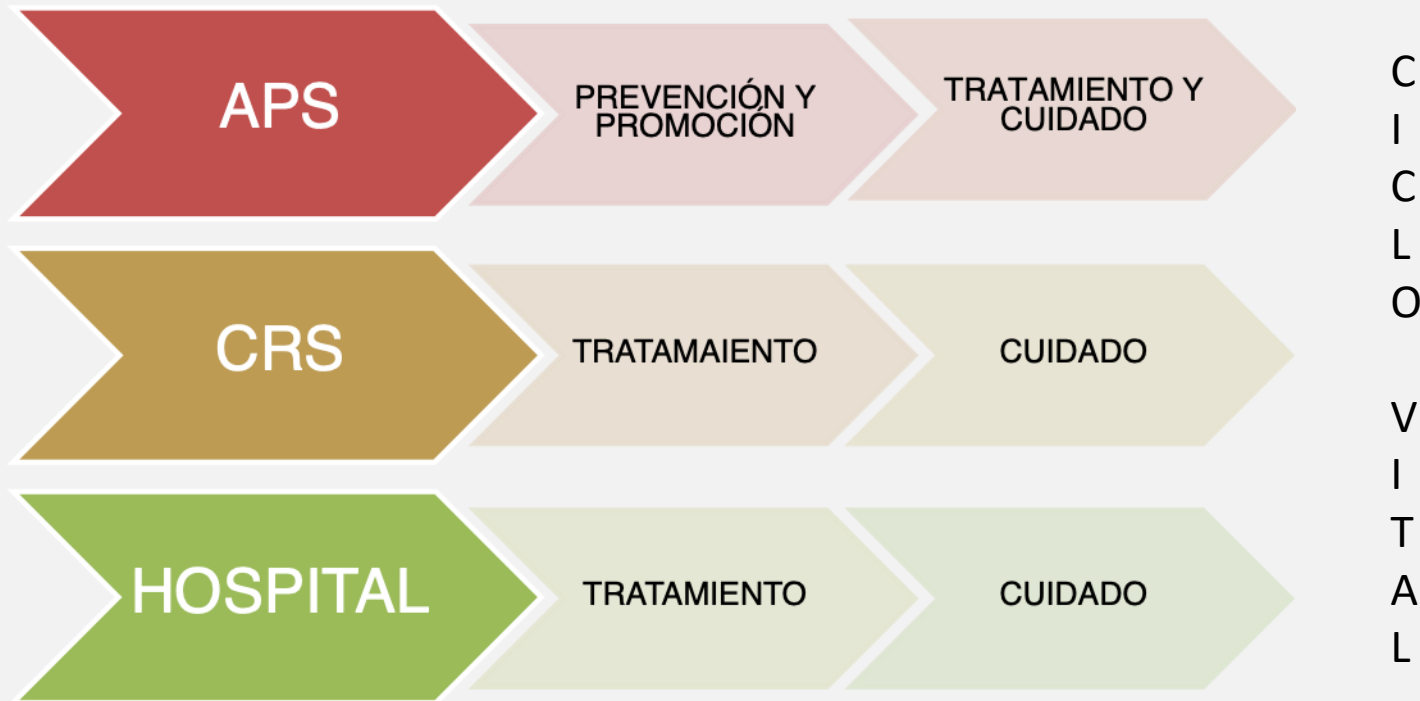 APS
PREVENCIÓN Y
PROMOCIÓN
TRATAMIENTO Y
CUIDADO
CRS
TRATAMAIENTO
CUIDADO
HOSPITAL
TRATAMIENTO
CUIDADO
C
I
C
L
O
V
I
T
A
L